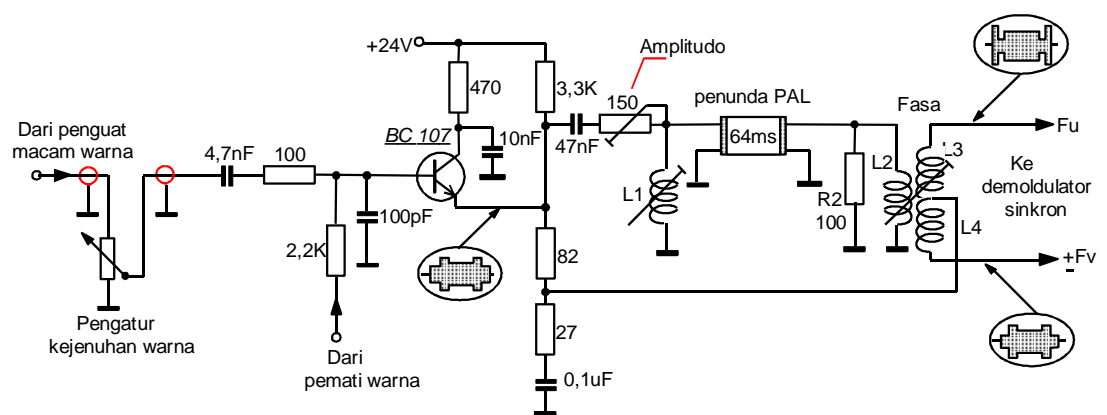 +24V
470
3,3K
Amplitudo
150
penunda PAL
64ms
Fasa
Fu
Dari penguat
macam warna
4,7nF
100
BC 107
10nF
47nF
L1
R2
100
L2
L3
L4
Ke
demoldulator
sinkron
100pF
2,2K
82
+Fv
-
Pengatur
kejenuhan warna
Dari
pemati warna
27
0,1uF